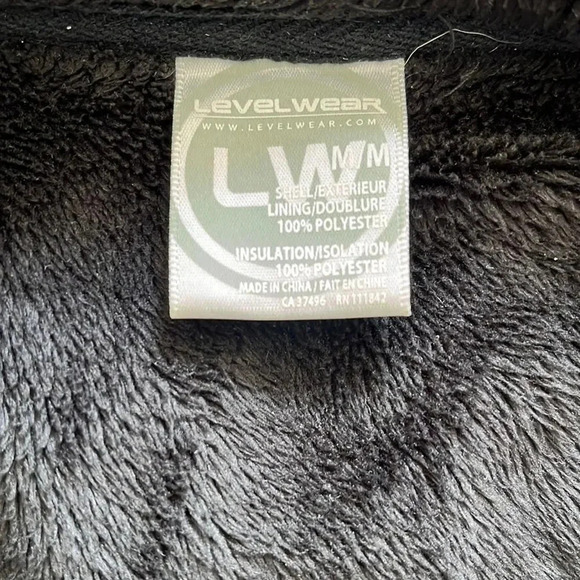 LEVELWEAR
WWW.LEVELWEAR.COM
LW M/M
SHELL/EXTÉRIEUR
LINING/DOUBLURE
100% POLYESTER
INSULATION/ISOLATION
100% POLYESTER
MADE IN CHINA / FAIT EN CHINE
CA 37496 RN 111842